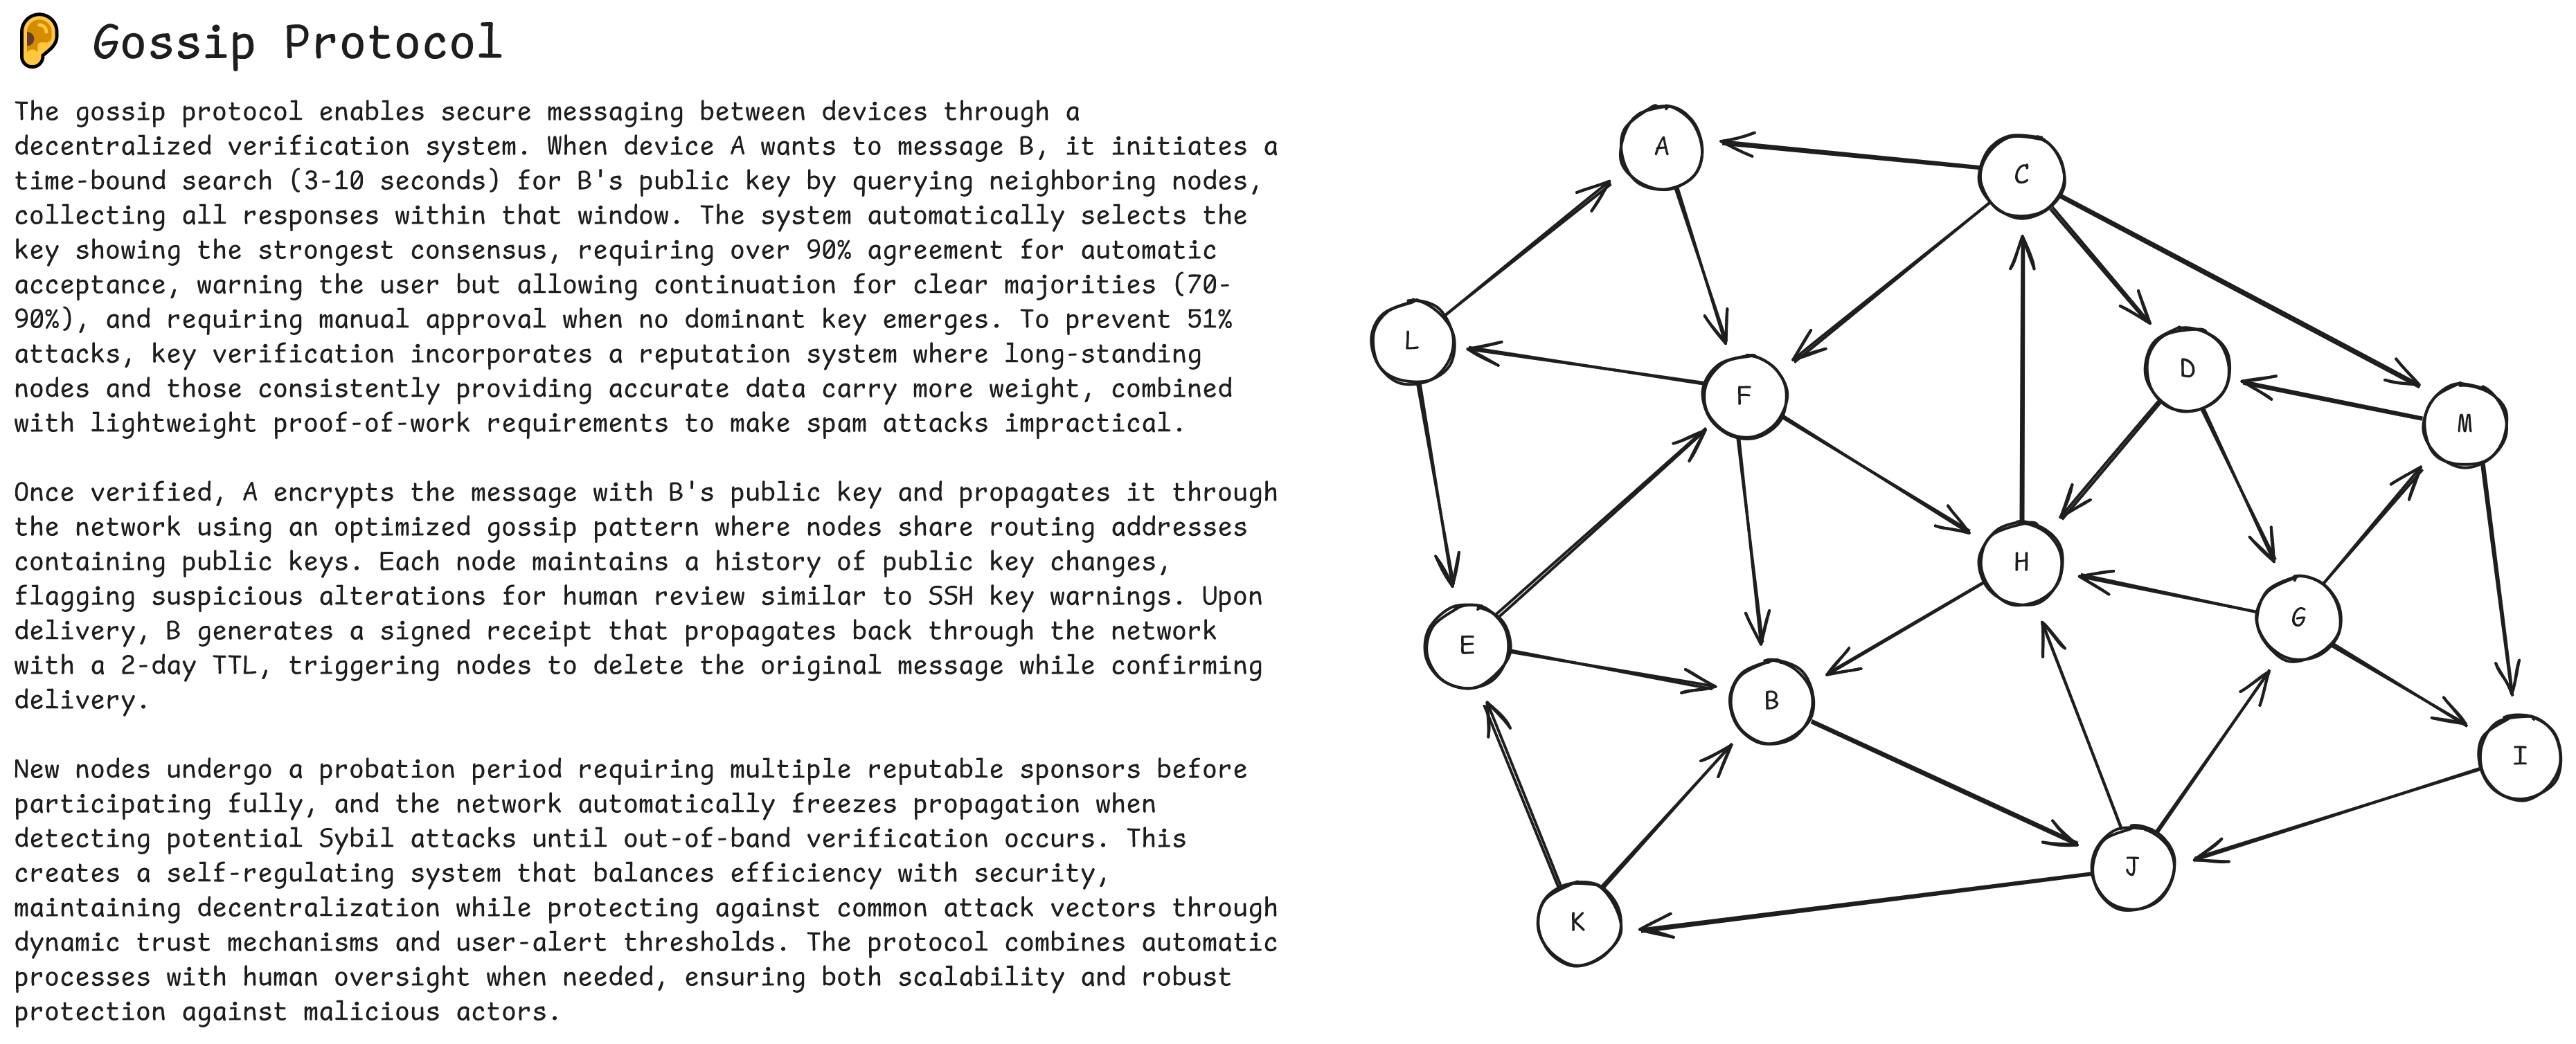 Gossip Protocol
The gossip protocol enables secure messaging between devices through a
decentralized verification system. When device A wants to message B, it initiates a
time-bound search (3-10 seconds) for B's public key by querying neighboring nodes,
collecting all responses within that window. The system automatically selects the
key showing the strongest consensus, requiring over 90% agreement for automatic
acceptance, warning the user but allowing continuation for clear majorities (70-
90%), and requiring manual approval when no dominant key emerges. To prevent 51%
attacks, key verification incorporates a reputation system where long-standing
nodes and those consistently providing accurate data carry more weight, combined
with lightweight proof-of-work requirements to make spam attacks impractical.
Once verified, A encrypts the message with B's public key and propagates it through
the network using an optimized gossip pattern where nodes share routing addresses
containing public keys. Each node maintains a history of public key changes,
flagging suspicious alterations for human review similar to SSH key warnings. Upon
delivery, B generates a signed receipt that propagates back through the network
with a 2-day TTL, triggering nodes to delete the original message while confirming
delivery.
New nodes undergo a probation period requiring multiple reputable sponsors before
participating fully, and the network automatically freezes propagation when
detecting potential Sybil attacks until out-of-band verification occurs. This
creates a self-regulating system that balances efficiency with security,
maintaining decentralization while protecting against common attack vectors through
dynamic trust mechanisms and user-alert thresholds. The protocol combines automatic
processes with human oversight when needed, ensuring both scalability and robust
protection against malicious actors.
A
C
L
D
F
M
H
G
E
B
I
J
K